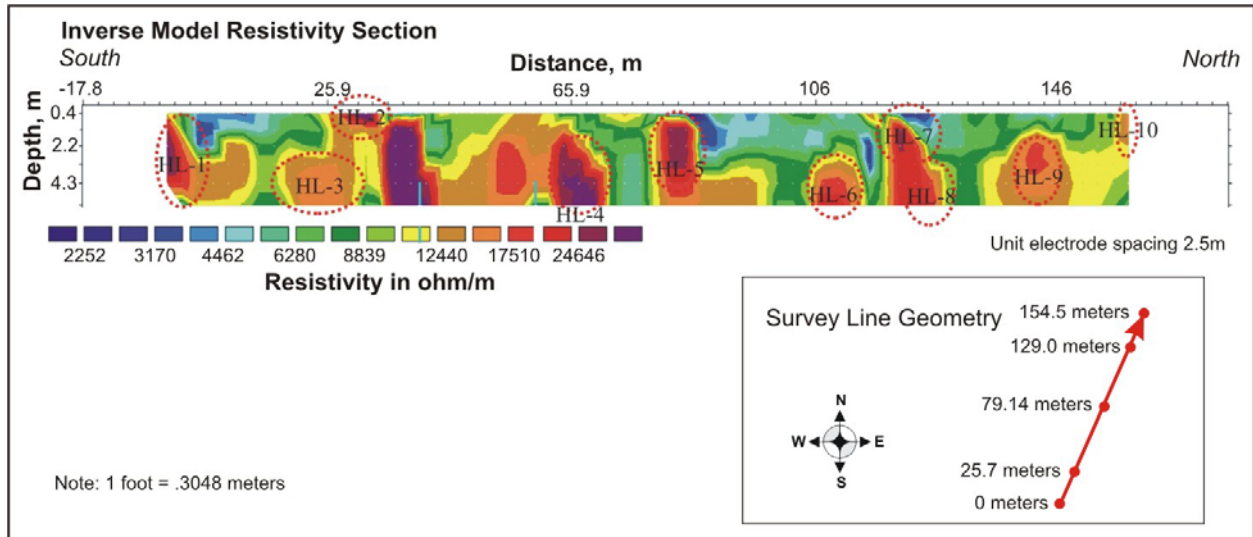 Inverse Model Resistivity Section
South
Distance, m
North
-17.8 25.9 65.9 106 146
Depth, m
0.4
2.2
4.3
HL-1
HL-2
HL-3
HL-4
HL-5
HL-6
HL-7
HL-8
HL-9
HL-10
2252 3170 4462 6280 8839 12440 17510 24646
Resistivity in ohm/m
Unit electrode spacing 2.5m
Survey Line Geometry
154.5 meters
129.0 meters
79.14 meters
25.7 meters
0 meters
N
W E
S
Note: 1 foot = .3048 meters